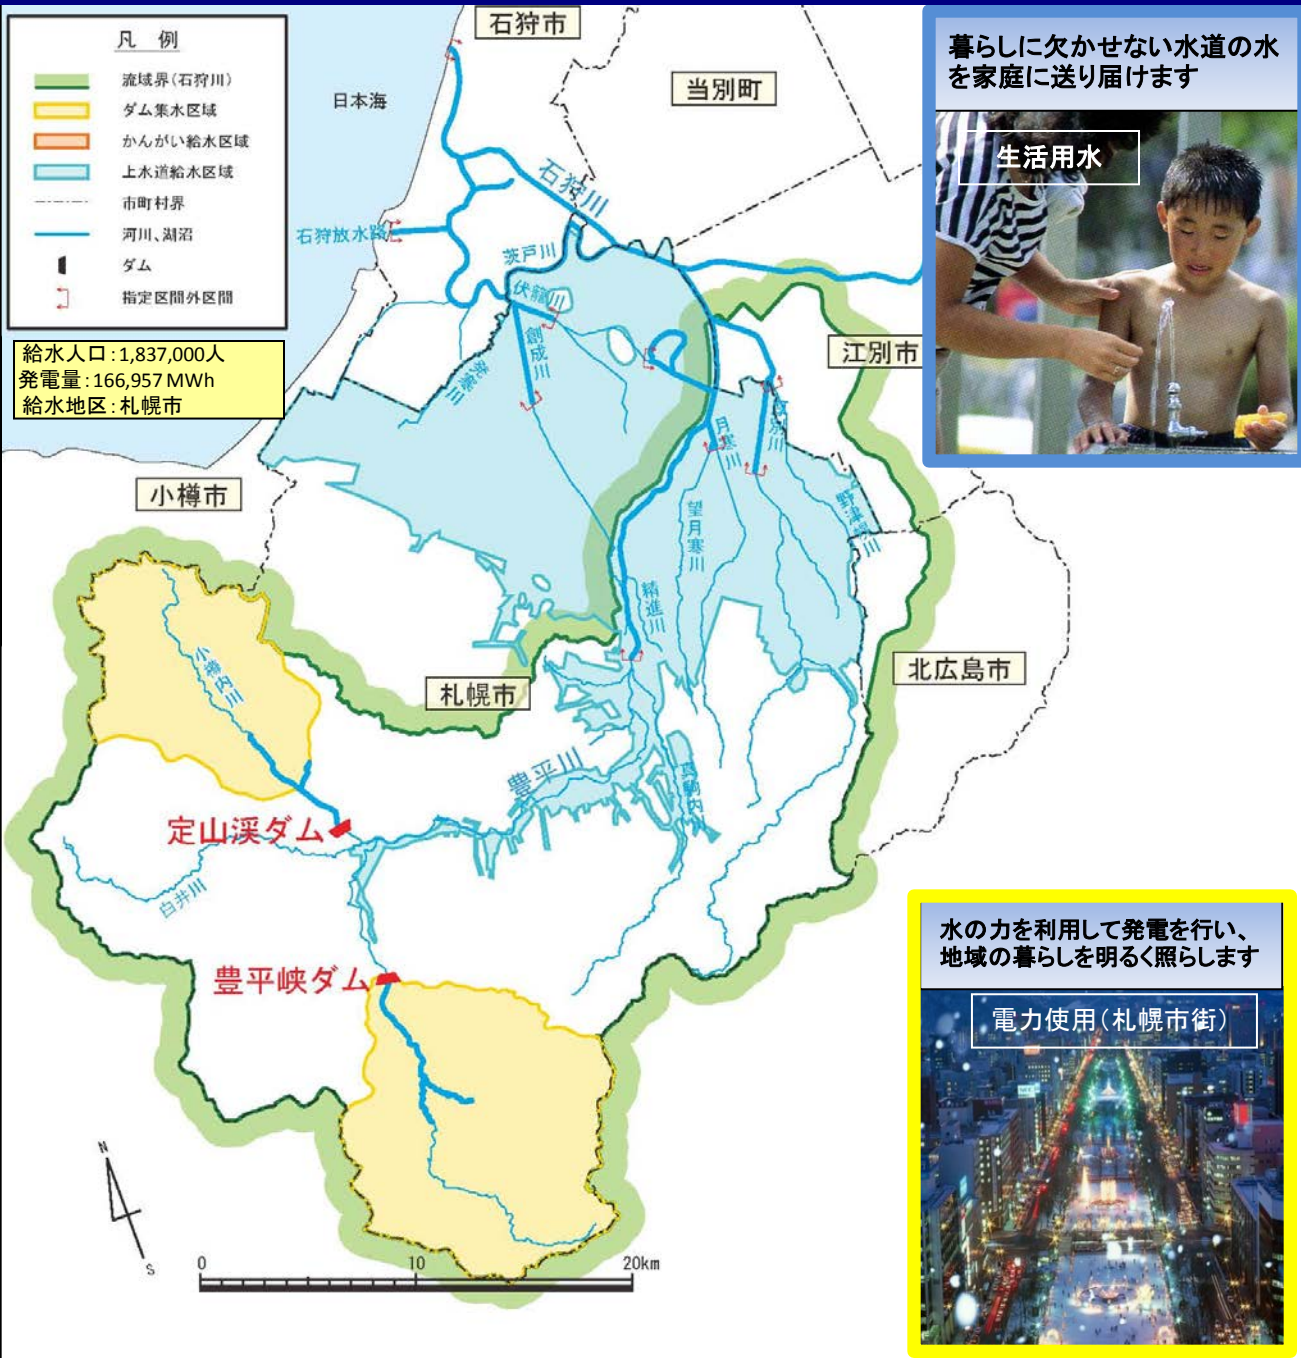 凡 例
流域界(石狩川)
ダム集水区域
かんがい給水区域
上水道給水区域
市町村界
河川、湖沼
ダム
指定区間外区間
給水人口:1,837,000人
発電量:166,957 MWh
給水地区:札幌市
石狩市
当別町
日本海
石狩川
石狩放水路
茨戸川
伏籠川
創成川
発寒川
江別市
月寒川
厚別川
小樽市
望月寒川
野津幌川
精進川
小樽内川
札幌市
北広島市
豊平川
真駒内川
定山渓ダム
白井川
豊平峡ダム
N
S
0
10
20km
暮らしに欠かせない水道の水
を家庭に送り届けます
生活用水
水の力を利用して発電を行い、
地域の暮らしを明るく照らします
電力使用(札幌市街)